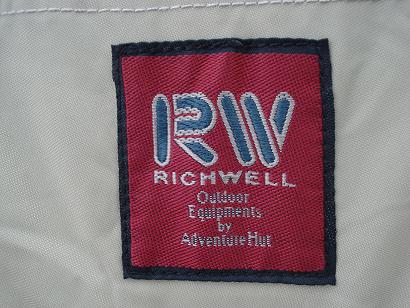 RW
RICHWELL
Outdoor
Equipments
by
Adventure Hut